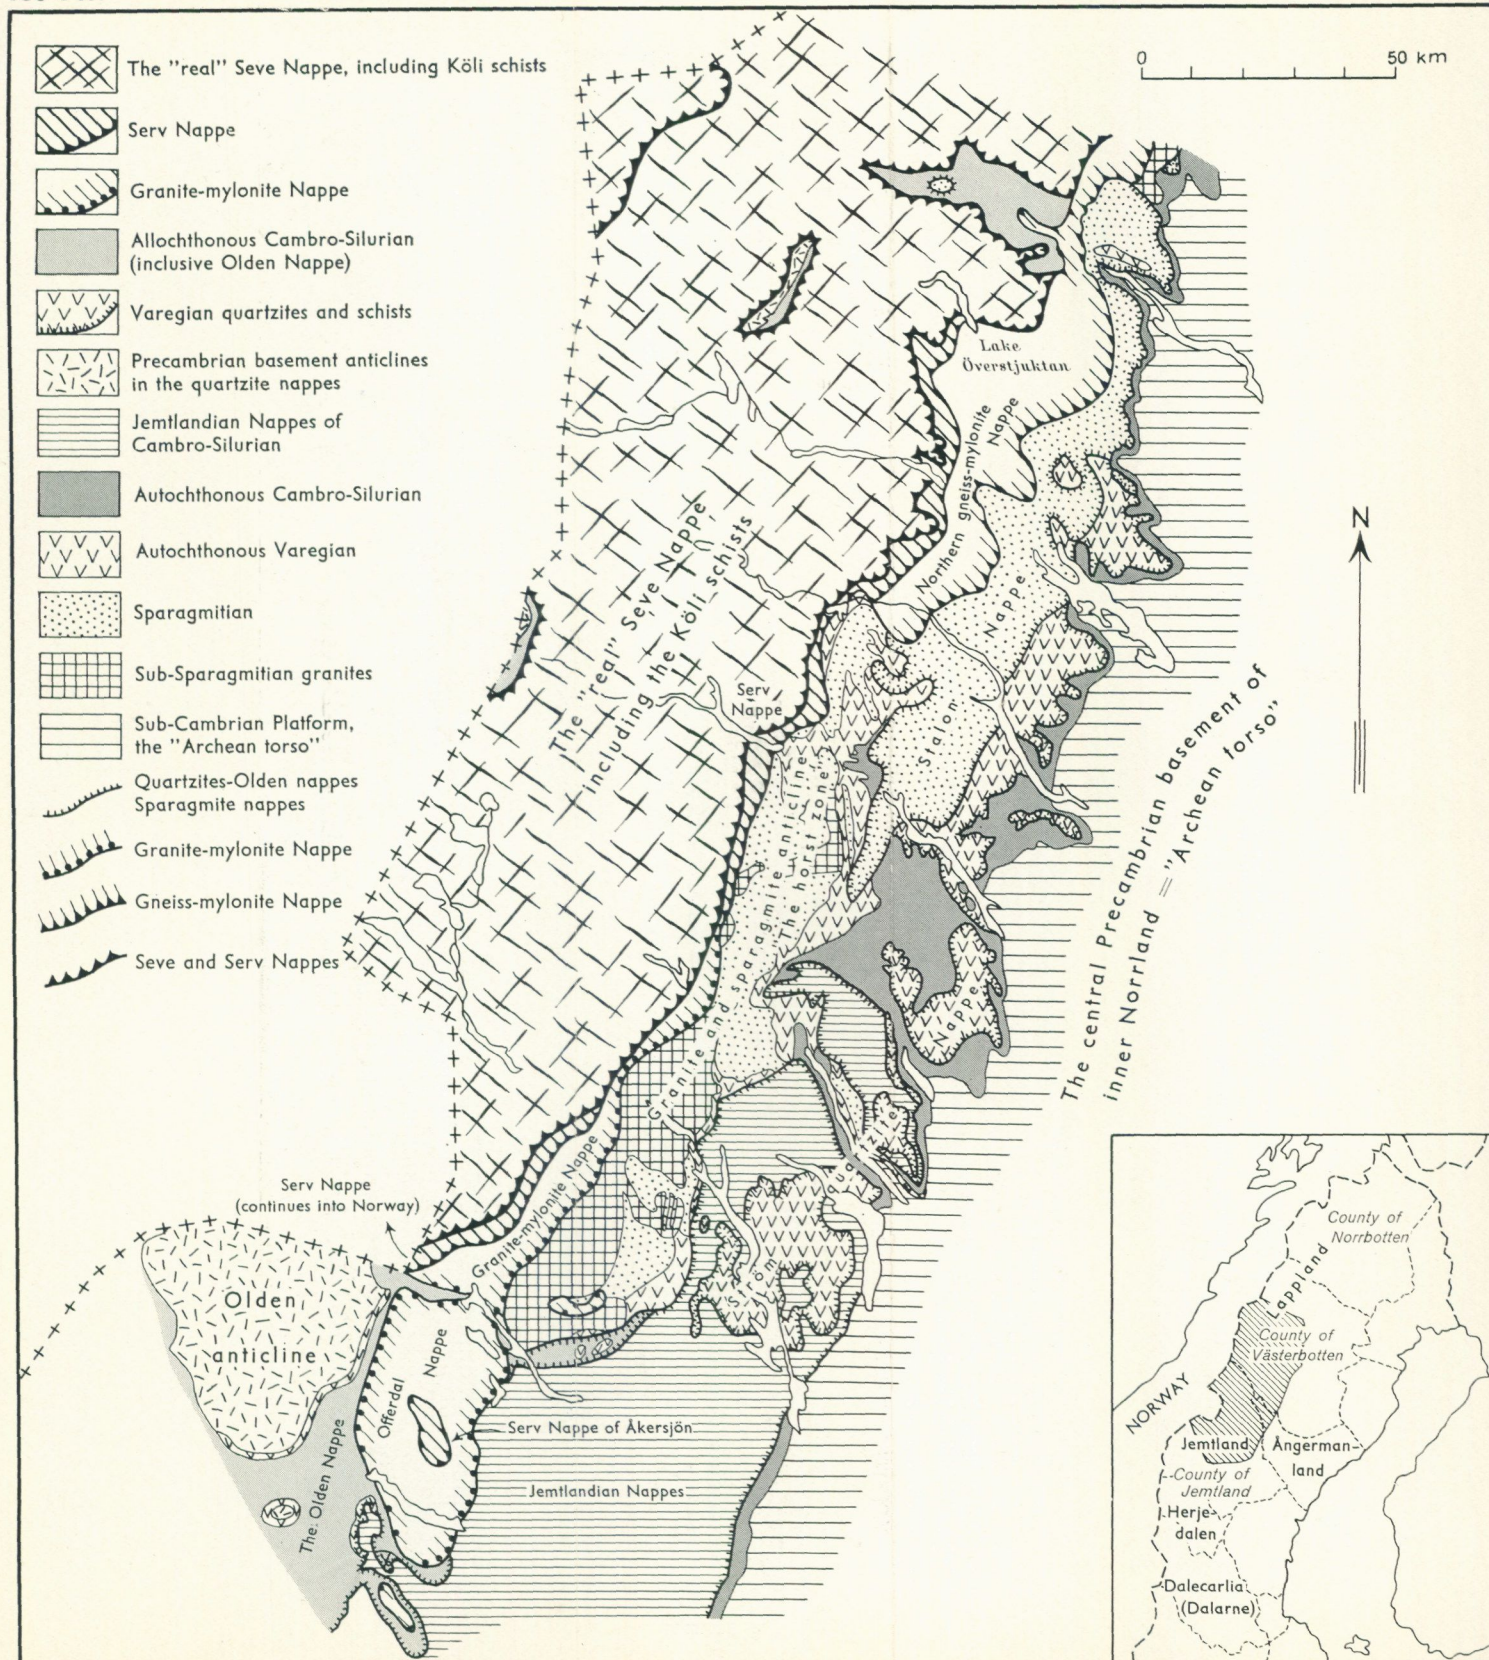 The "real" Seve Nappe, including Köli schists
Serv Nappe
Granite-mylonite Nappe
Allochthonous Cambro-Silurian
(inclusive Olden Nappe)
Varegian quartzites and schists
Precambrian basement anticlines
in the quartzite nappes
Jemtlandian Nappes of
Cambro-Silurian
Autochthonous Cambro-Silurian
Autochthonous Varegian
Sparagmitian
Sub-Sparagmitian granites
Sub-Cambrian Platform,
the "Archean torso"
Quartzites-Olden nappes
Sparagmite nappes
Granite-mylonite Nappe
Gneiss-mylonite Nappe
Seve and Serv Nappes
0 50 km
Lake
Överstjuktan
Northern gneiss-mylonite
Nappe
N
The "real" Seve Nappe
including the Köli schists
Serv
Nappe
Stalon Nappe
Granite and sparagmite anticline
The horst zone
The central Precambrian basement of
inner Norrland = "Archean torso"
Ström quartzite Nappe
Granite-mylonite Nappe
Serv Nappe
(continues into Norway)
Olden
anticline
Offerdal Nappe
The Olden Nappe
Serv Nappe of Åkersjön
Jemtlandian Nappes
County of
Norrbotten
Lappland
County of
Västerbotten
NORWAY
Jemtland
Ångerman-
land
County of
Jemtland
Herje-
dalen
Dalecarlia
(Dalarne)